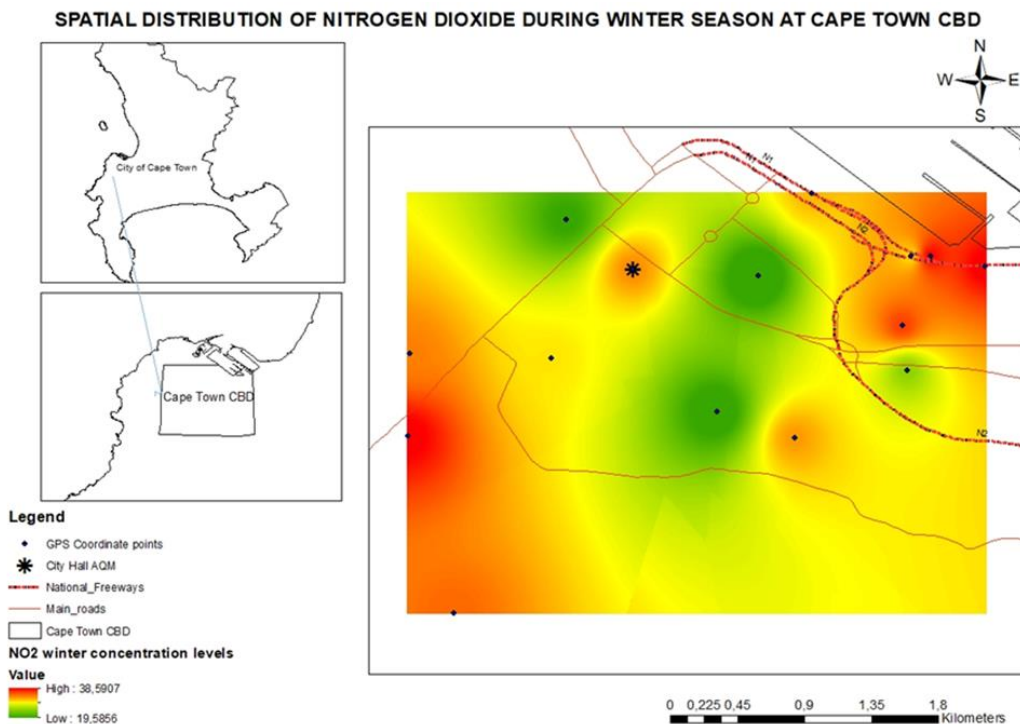 SPATIAL DISTRIBUTION OF NITROGEN DIOXIDE DURING WINTER SEASON AT CAPE TOWN CBD
N
W E
S
City of Cape Town
Cape Town CBD
N1
N1
N2
N2
Legend
GPS Coordinate points
City Hall AQM
National_Freeways
Main_roads
Cape Town CBD
NO2 winter concentration levels
Value
High : 38,5907
Low : 19,5856
0 0,225 0,45 0,9 1,35 1,8
Kilometers